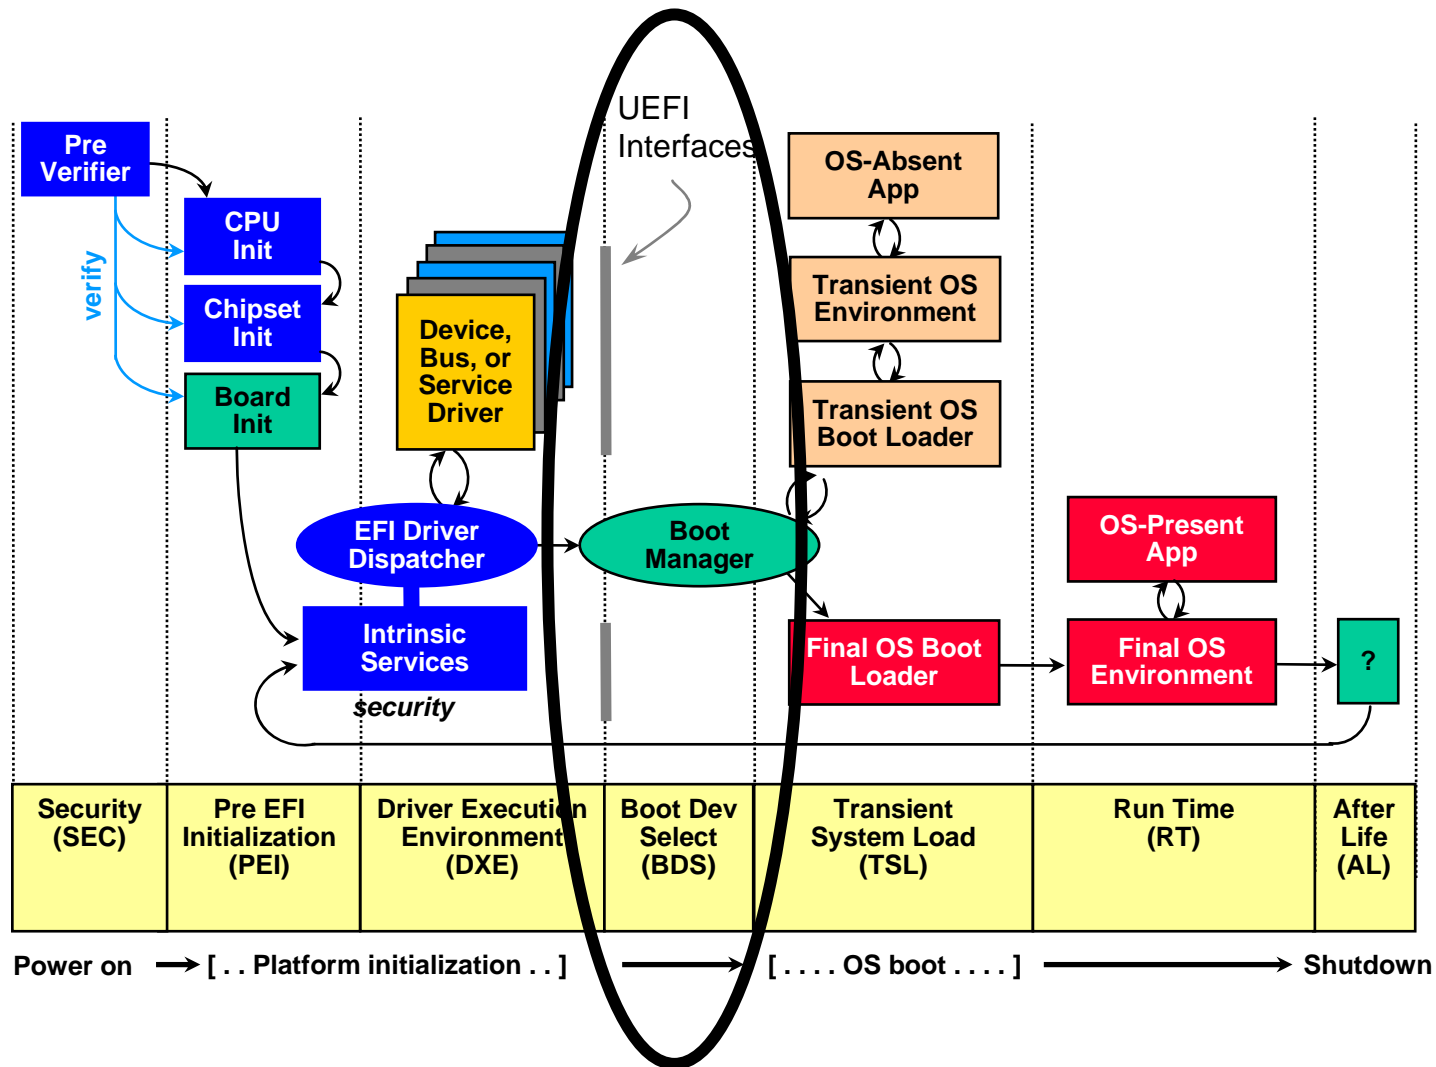 UEFI
Interfaces
Pre
Verifier
verify
CPU
Init
Chipset
Init
Board
Init
Device,
Bus, or
Service
Driver
EFI Driver
Dispatcher
Intrinsic
Services
security
Boot
Manager
OS-Absent
App
Transient OS
Environment
Transient OS
Boot Loader
Final OS Boot
Loader
OS-Present
App
Final OS
Environment
?
Security
(SEC)
Pre EFI
Initialization
(PEI)
Driver Execution
Environment
(DXE)
Boot Dev
Select
(BDS)
Transient
System Load
(TSL)
Run Time
(RT)
After
Life
(AL)
Power on
[ . . Platform initialization . . ]
[ . . . . OS boot . . . . ]
Shutdown